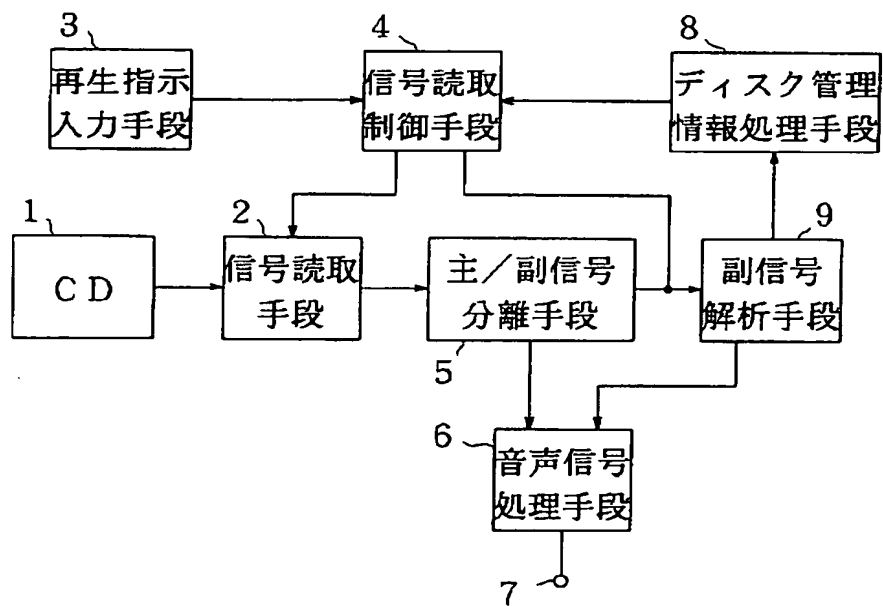 3
再生指示
入力手段
4
信号読取
制御手段
8
ディスク管理
情報処理手段
1
CD
2
信号読取
手段
主／副信号
分離手段
5
9
副信号
解析手段
6
音声信号
処理手段
7